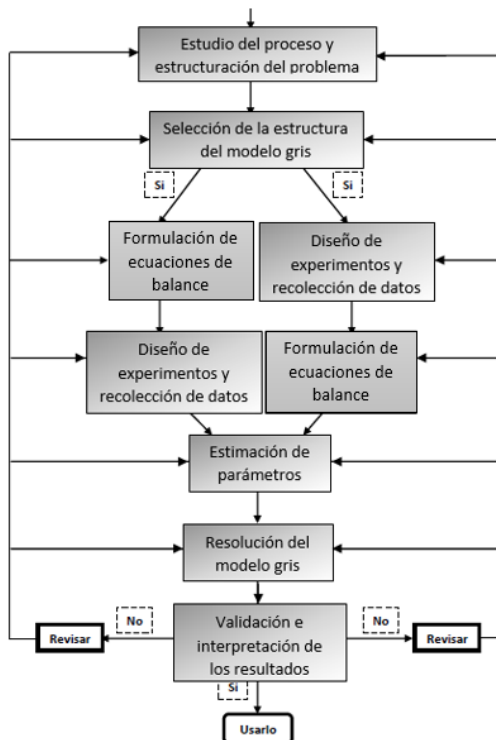 Estudio del proceso y
estructuración del problema
Selección de la estructura
del modelo gris
Si
Si
Formulación de
ecuaciones de
balance
Diseño de
experimentos y
recolección de datos
Diseño de
experimentos y
recolección de datos
Formulación de
ecuaciones de
balance
Estimación de
parámetros
Resolución del
modelo gris
No
No
Revisar
Validación e
interpretación de
los resultados
Revisar
Si
Usarlo